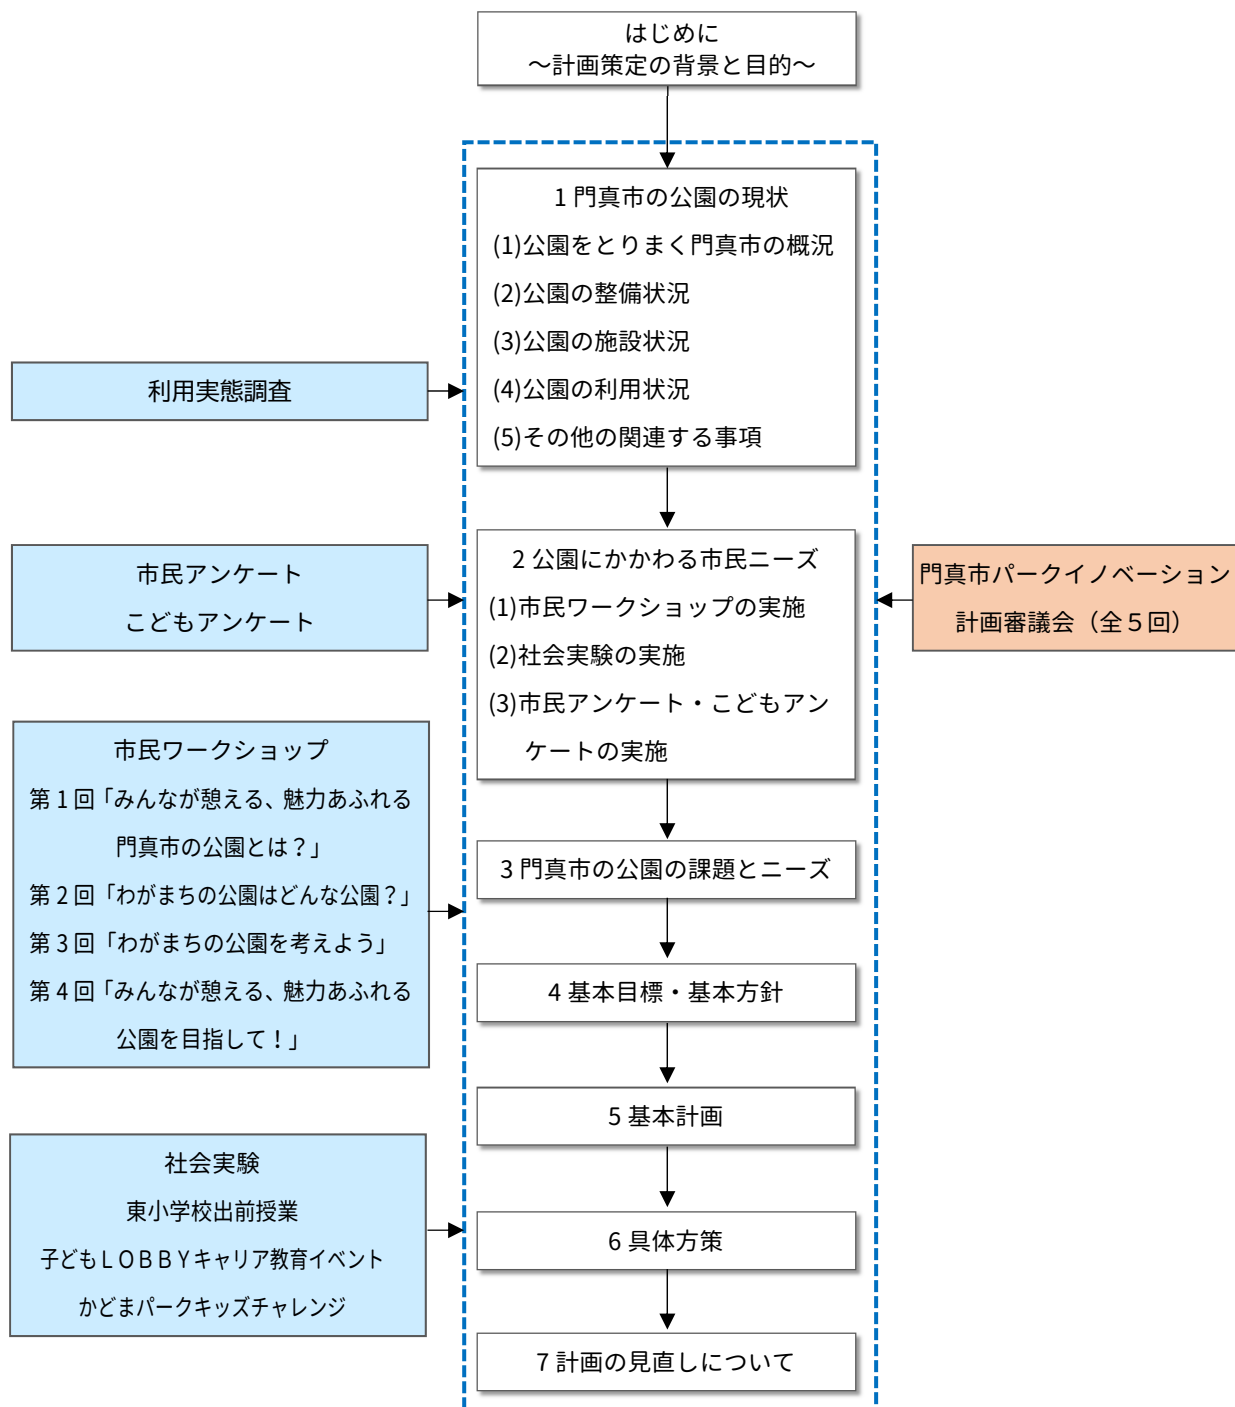 はじめに
～計画策定の背景と目的～
1 門真市の公園の現状
(1)公園をとりまく門真市の概況
(2)公園の整備状況
(3)公園の施設状況
(4)公園の利用状況
(5)その他の関連する事項
利用実態調査
2 公園にかかわる市民ニーズ
(1)市民ワークショップの実施
(2)社会実験の実施
(3)市民アンケート・こどもアン
ケートの実施
市民アンケート
こどもアンケート
門真市パークイノベーション
計画審議会（全５回）
市民ワークショップ
第１回「みんなが憩える、魅力あふれる
門真市の公園とは？」
第２回「わがまちの公園はどんな公園？」
第３回「わがまちの公園を考えよう」
第４回「みんなが憩える、魅力あふれる
公園を目指して！」
3 門真市の公園の課題とニーズ
4 基本目標・基本方針
5 基本計画
社会実験
東小学校出前授業
子どもＬＯＢＢＹキャリア教育イベント
かどまパークキッズチャレンジ
6 具体方策
7 計画の見直しについて